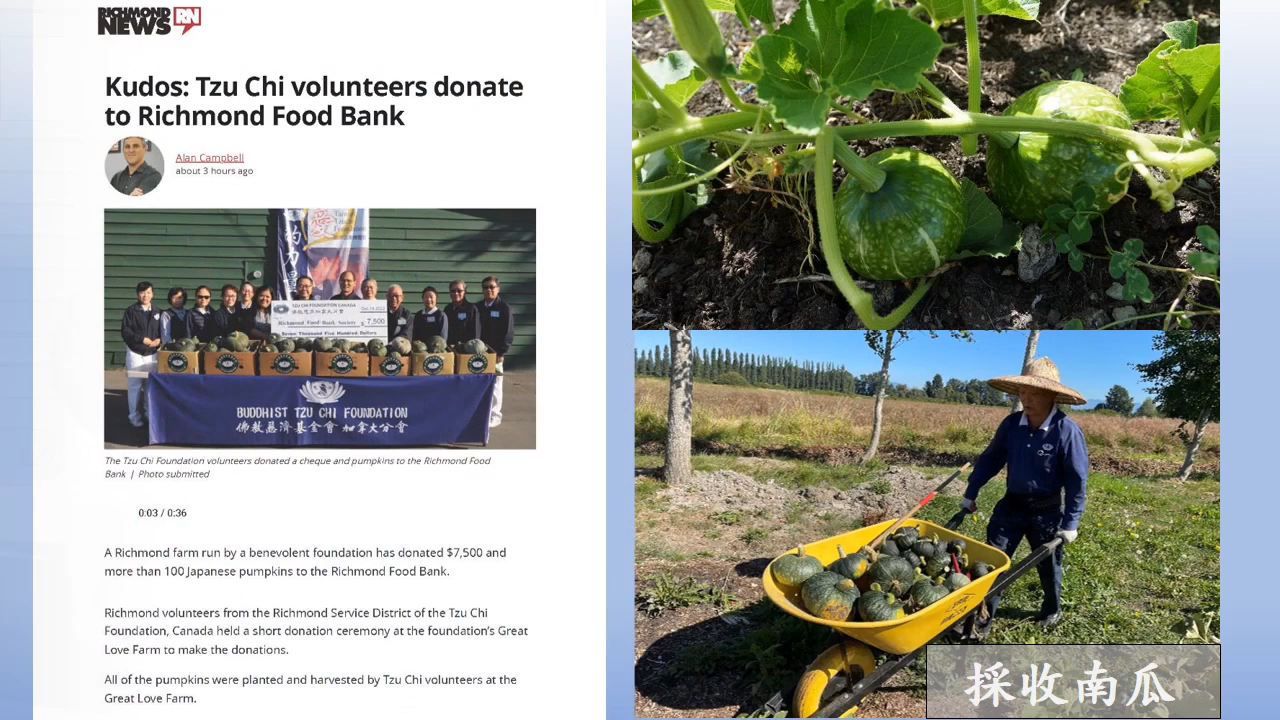 RICHMOND
NEWS RN
Kudos: Tzu Chi volunteers donate
to Richmond Food Bank
Alan Campbell
about 3 hours ago
TZU CHI FOUNDATION CANADA
Richmond Food Bank Society
$ 7,500
Seven Thousand Five Hundred Dollars
BUDDHIST TZU CHI FOUNDATION
佛教慈濟基金會加拿大分會
The Tzu Chi Foundation volunteers donated a cheque and pumpkins to the Richmond Food
Bank | Photo submitted
0:03 / 0:36
A Richmond farm run by a benevolent foundation has donated $7,500 and
more than 100 Japanese pumpkins to the Richmond Food Bank.
Richmond volunteers from the Richmond Service District of the Tzu Chi
Foundation, Canada held a short donation ceremony at the foundation's Great
Love Farm to make the donations.
All of the pumpkins were planted and harvested by Tzu Chi volunteers at the
Great Love Farm.
採收南瓜